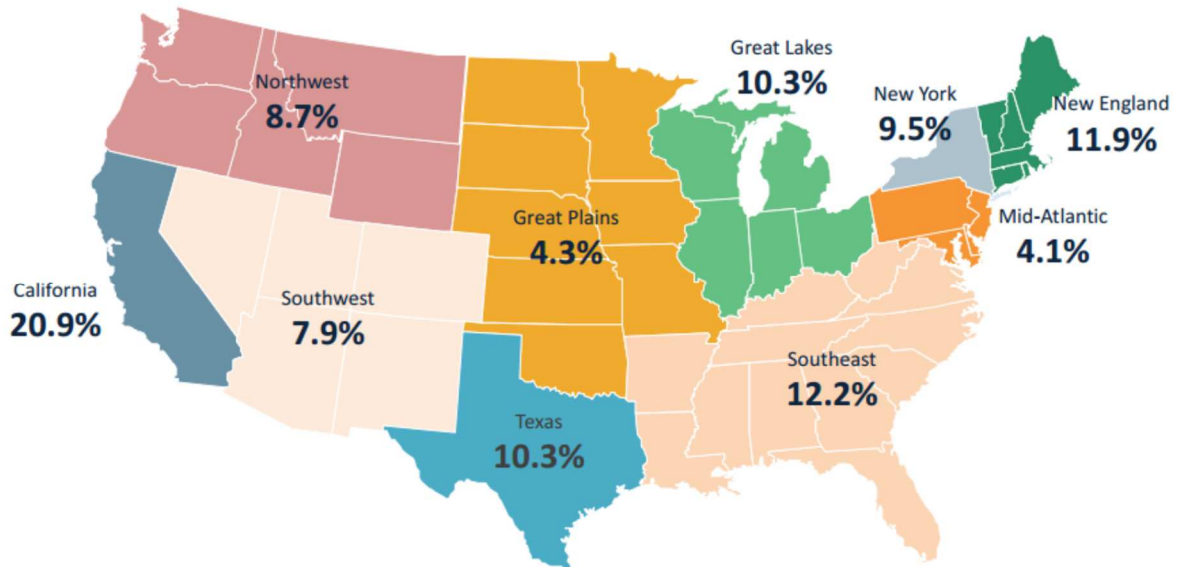 Great Lakes
10.3%
Northwest
8.7%
New York
9.5%
New England
11.9%
Great Plains
4.3%
Mid-Atlantic
4.1%
California
20.9%
Southwest
7.9%
Southeast
12.2%
Texas
10.3%